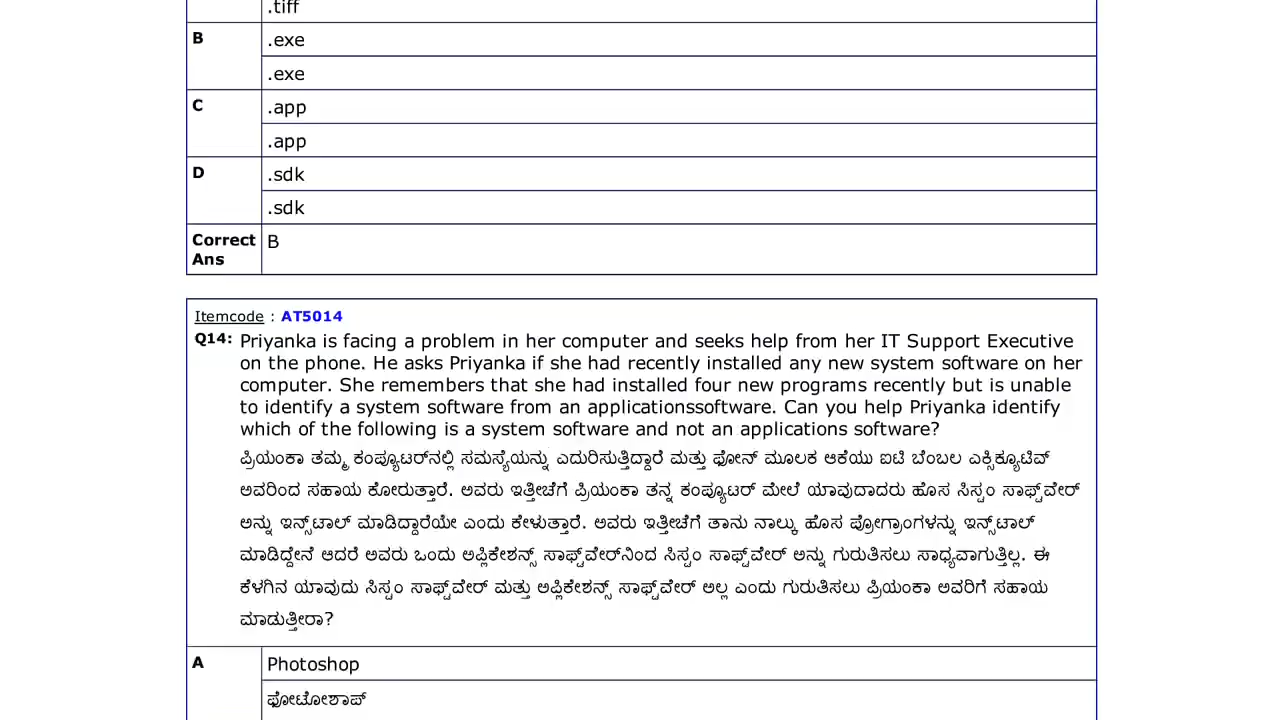 .tiff
B
.exe
.exe
C
.app
.app
D
.sdk
.sdk
Correct Ans
B
Itemcode : AT5014
Q14: Priyanka is facing a problem in her computer and seeks help from her IT Support Executive
on the phone. He asks Priyanka if she had recently installed any new system software on her
computer. She remembers that she had installed four new programs recently but is unable
to identify a system software from an applicationssoftware. Can you help Priyanka identify
which of the following is a system software and not an applications software?
ಪ್ರಿಯಂಕಾ ತಮ್ಮ ಕಂಪ್ಯೂಟರ್‌ನಲ್ಲಿ ಸಮಸ್ಯೆಯನ್ನು ಎದುರಿಸುತ್ತಿದ್ದಾರೆ ಮತ್ತು ಫೋನ್ ಮೂಲಕ ಆಕೆಯು ಐಟಿ ಬೆಂಬಲ ಎಕ್ಸಿಕ್ಯೂಟಿವ್
ಅವರಿಂದ ಸಹಾಯ ಕೋರುತ್ತಾರೆ. ಅವರು ಇತ್ತೀಚೆಗೆ ಪ್ರಿಯಂಕಾ ತನ್ನ ಕಂಪ್ಯೂಟರ್ ಮೇಲೆ ಯಾವುದಾದರು ಹೊಸ ಸಿಸ್ಟಂ ಸಾಫ್ಟ್‌ವೇರ್
ಅನ್ನು ಇನ್ಸ್‌ಟಾಲ್ ಮಾಡಿದ್ದಾರೆಯೇ ಎಂದು ಕೇಳುತ್ತಾರೆ. ಅವರು ಇತ್ತೀಚೆಗೆ ತಾನು ನಾಲ್ಕು ಹೊಸ ಪ್ರೋಗ್ರಾಂಗಳನ್ನು ಇನ್ಸ್‌ಟಾಲ್
ಮಾಡಿದ್ದೇನೆ ಆದರೆ ಅವರು ಒಂದು ಅಪ್ಲಿಕೇಶನ್ಸ್ ಸಾಫ್ಟ್‌ವೇರ್‌ನಿಂದ ಸಿಸ್ಟಂ ಸಾಫ್ಟ್‌ವೇರ್ ಅನ್ನು ಗುರುತಿಸಲು ಸಾಧ್ಯವಾಗುತ್ತಿಲ್ಲ. ಈ
ಕೆಳಗಿನ ಯಾವುದು ಸಿಸ್ಟಂ ಸಾಫ್ಟ್‌ವೇರ್ ಮತ್ತು ಅಪ್ಲಿಕೇಶನ್ಸ್ ಸಾಫ್ಟ್‌ವೇರ್ ಅಲ್ಲ ಎಂದು ಗುರುತಿಸಲು ಪ್ರಿಯಂಕಾ ಅವರಿಗೆ ಸಹಾಯ
ಮಾಡುತ್ತೀರಾ?
A
Photoshop
ಫೋಟೋಶಾಪ್